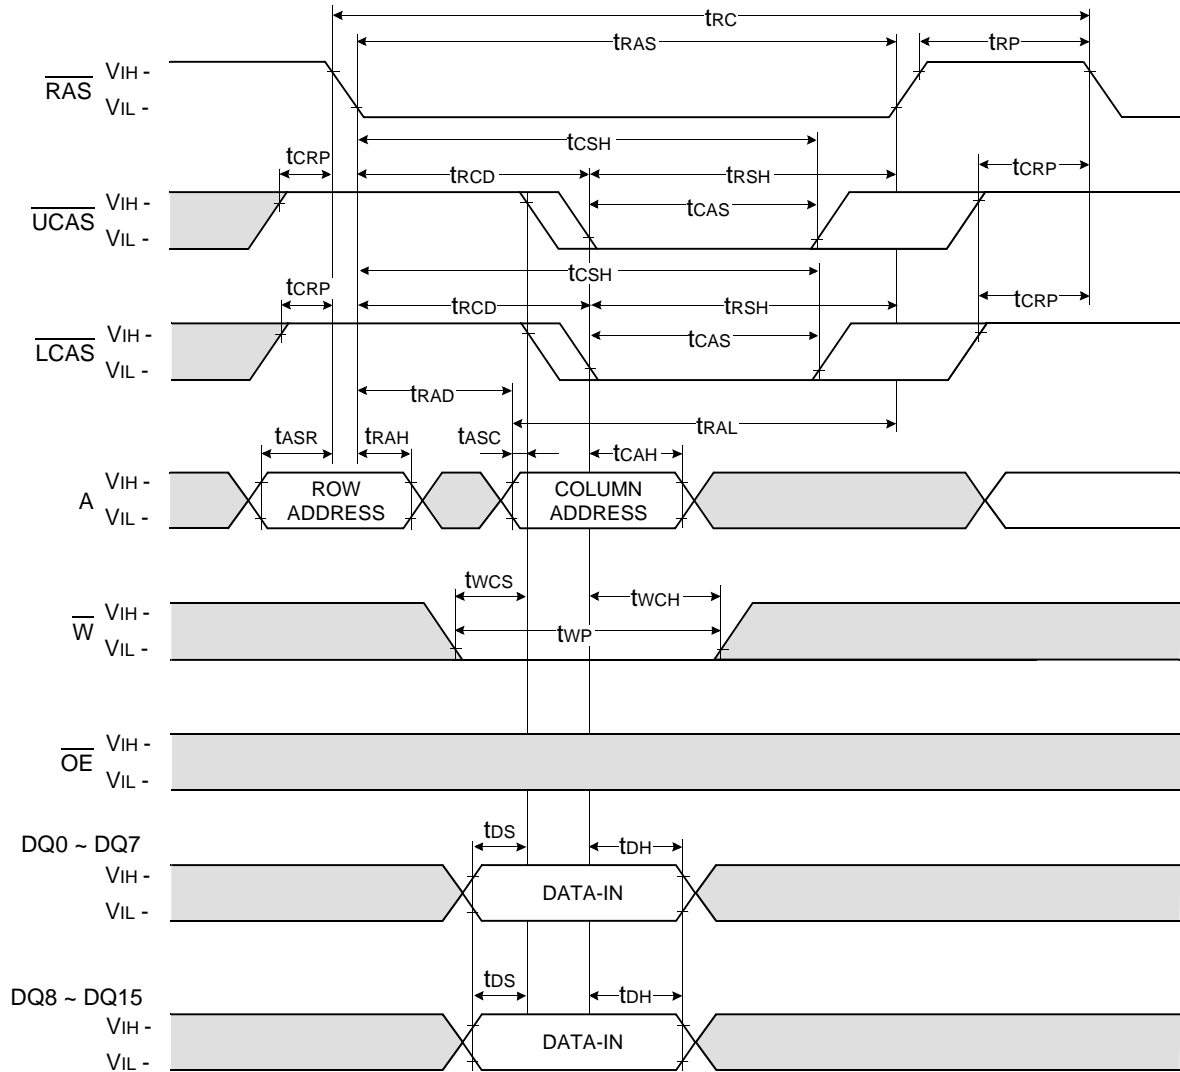 tRC
tRAS
tRP
RAS
VIH -
VIL -
tCSH
tCRP
tRCD
tRSH
tCRP
UCAS
VIH -
VIL -
tCAS
tCSH
tCRP
tRCD
tRSH
tCRP
LCAS
VIH -
VIL -
tCAS
tRAD
tRAL
tASR
tRAH
tASC
tCAH
A
VIH -
VIL -
ROW
ADDRESS
COLUMN
ADDRESS
tWCS
tWCH
W
VIH -
VIL -
tWP
OE
VIH -
VIL -
DQ0 ~ DQ7
tDS
tDH
VIH -
VIL -
DATA-IN
DQ8 ~ DQ15
tDS
tDH
VIH -
VIL -
DATA-IN